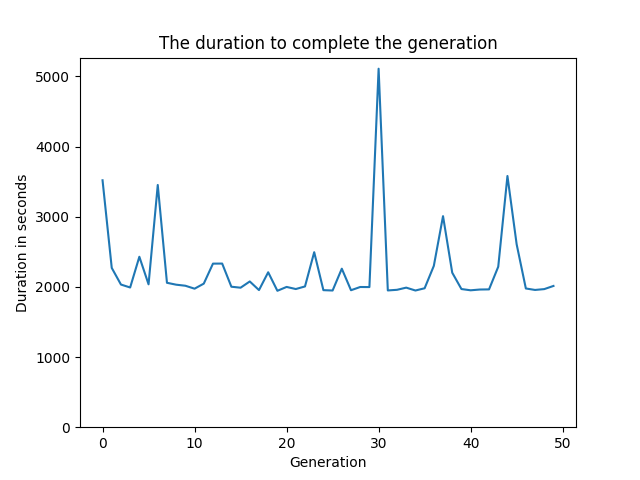 The duration to complete the generation
5000
4000
3000
2000
1000
0
Duration in seconds
0 10 20 30 40 50
Generation